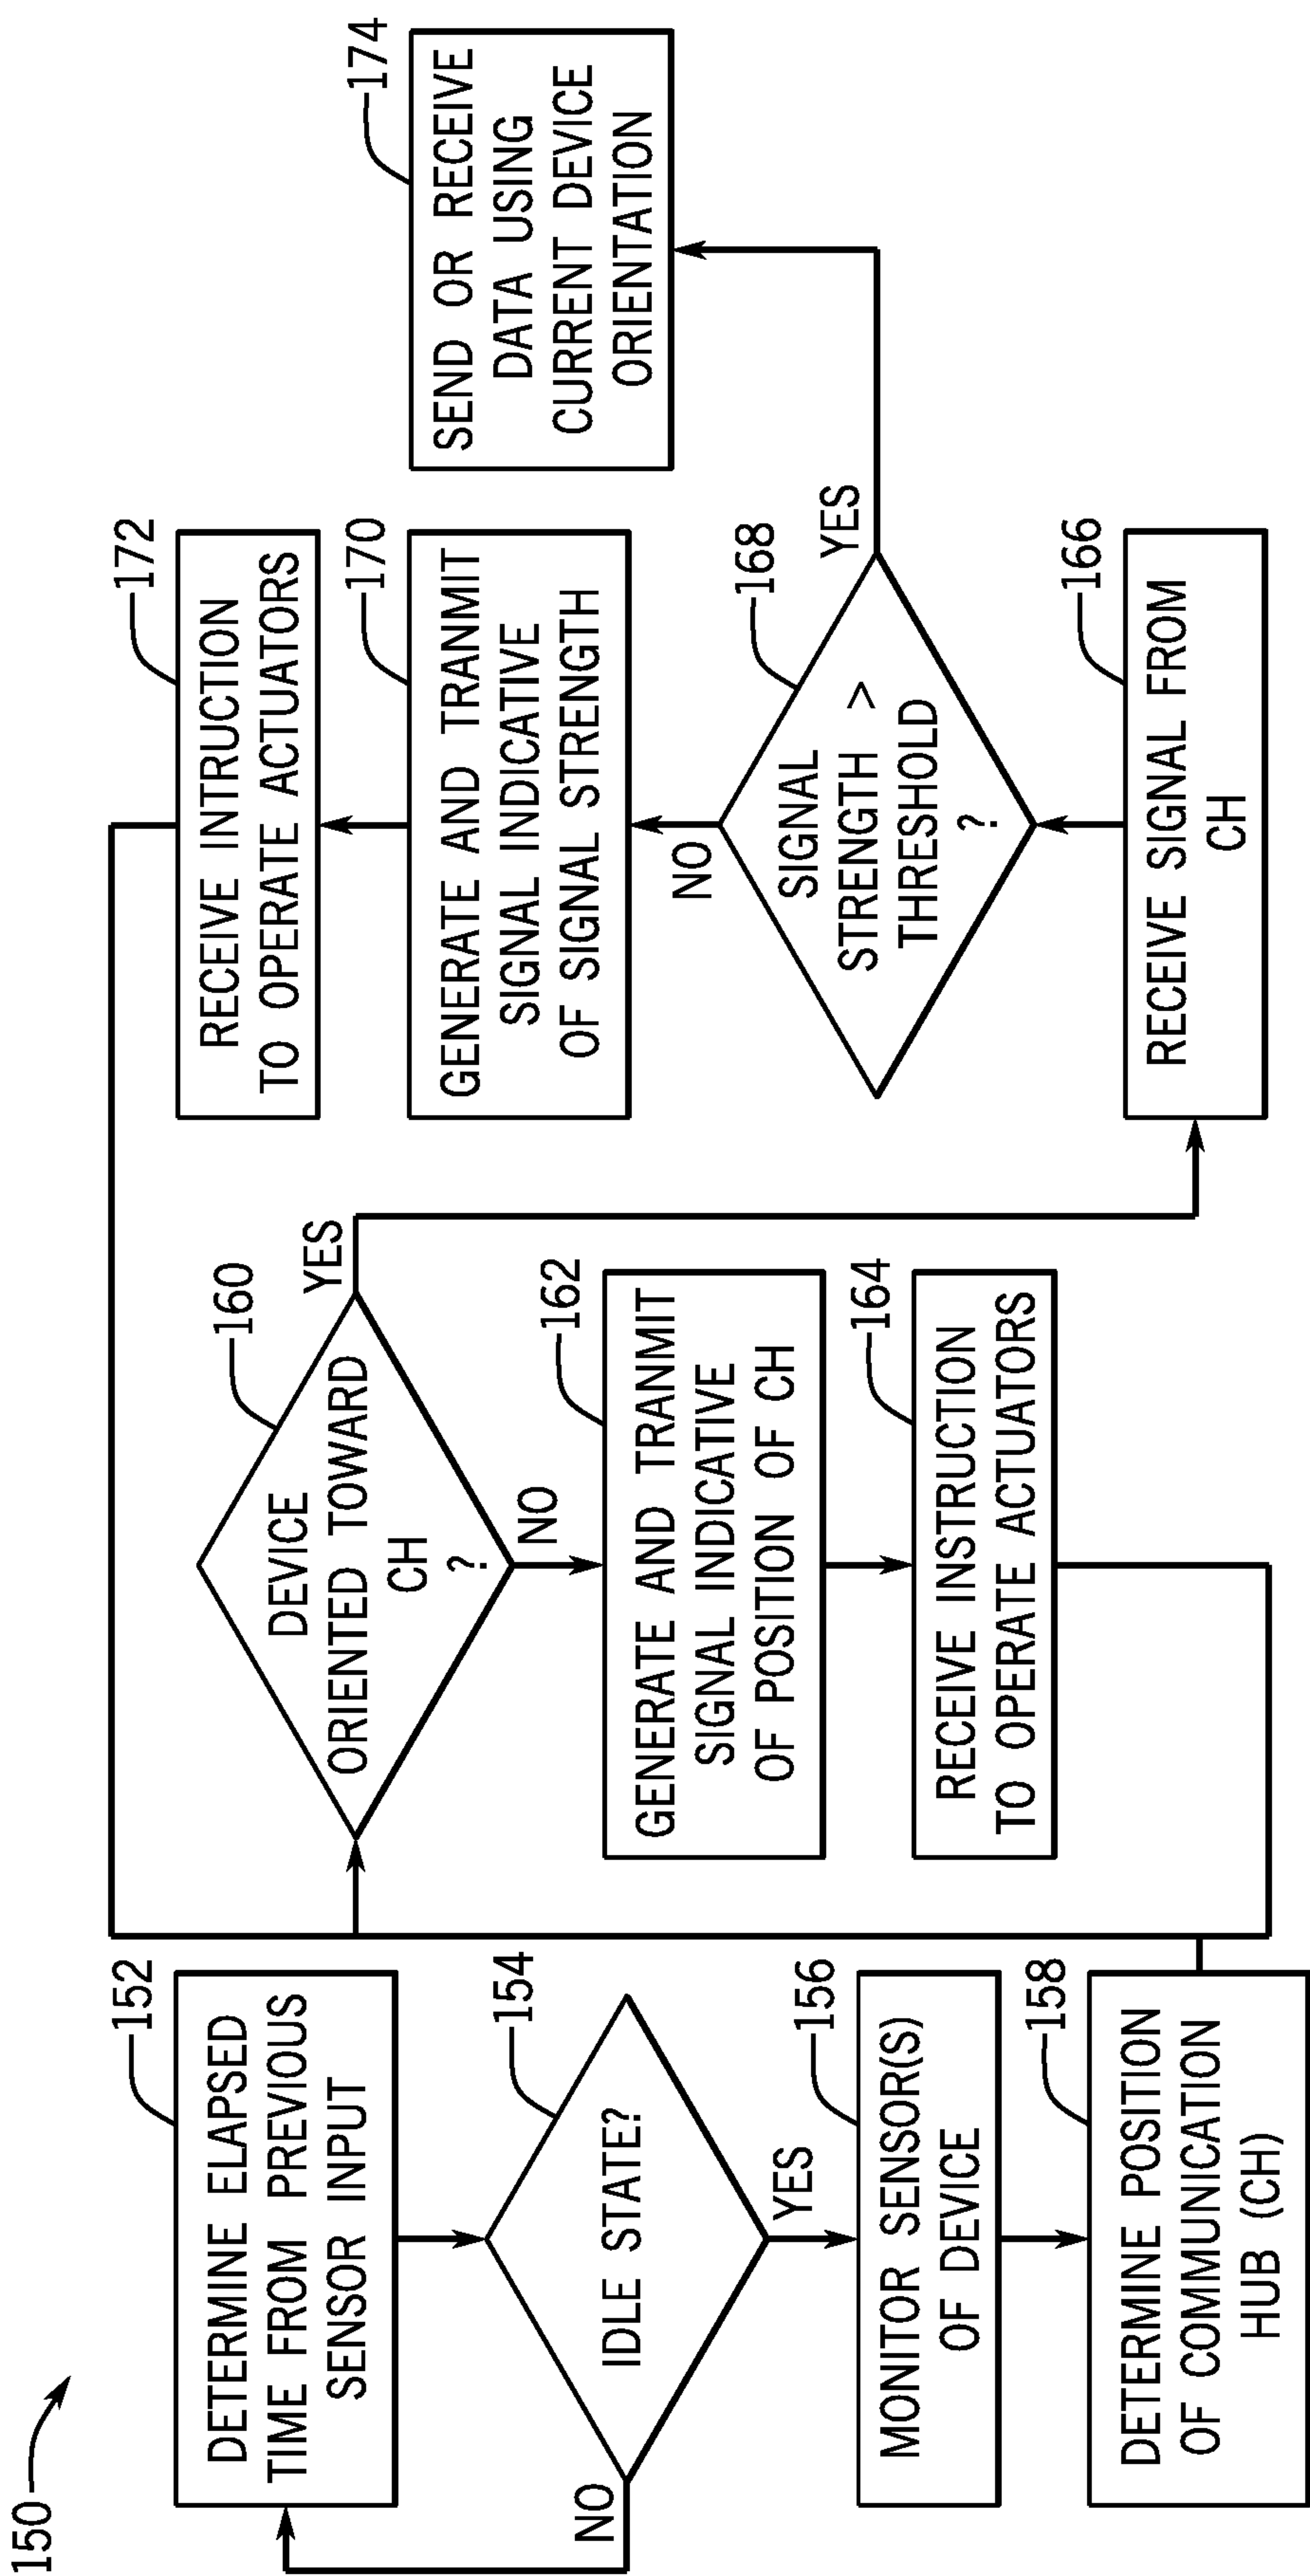 150
152
DETERMINE ELAPSED
TIME FROM PREVIOUS
SENSOR INPUT
154
IDLE STATE?
NO
YES
156
MONITOR SENSOR(S)
OF DEVICE
158
DETERMINE POSITION
OF COMMUNICATION
HUB (CH)
160
DEVICE
ORIENTED TOWARD
CH
?
YES
NO
162
GENERATE AND TRANMIT
SIGNAL INDICATIVE
OF POSITION OF CH
164
RECEIVE INSTRUCTION
TO OPERATE ACTUATORS
166
RECEIVE SIGNAL FROM
CH
168
SIGNAL
STRENGTH >
THRESHOLD
?
YES
NO
170
GENERATE AND TRANMIT
SIGNAL INDICATIVE
OF SIGNAL STRENGTH
172
RECEIVE INTRUCTION
TO OPERATE ACTUATORS
174
SEND OR RECEIVE
DATA USING
CURRENT DEVICE
ORIENTATION